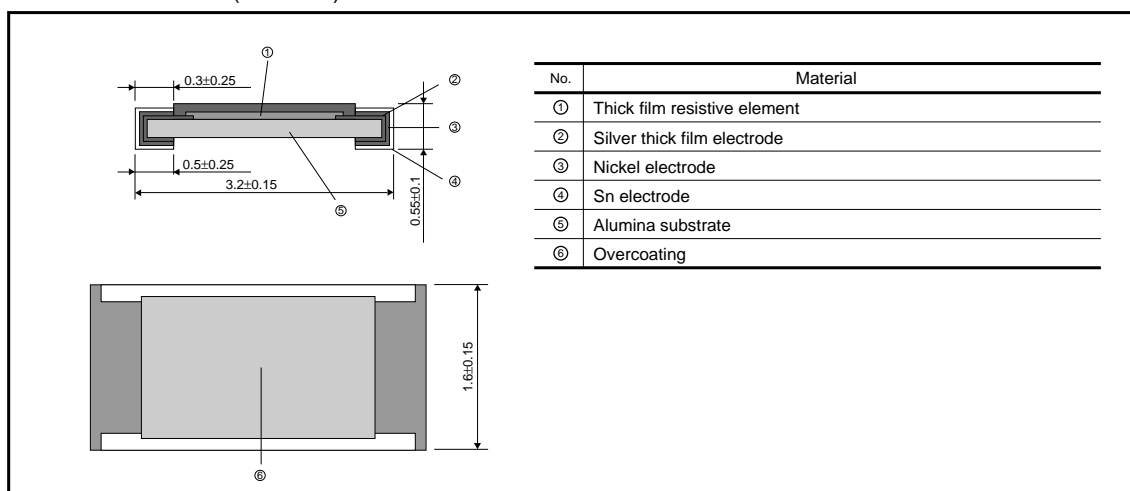 ①
0.3±0.25
②
③
0.5±0.25
3.2±0.15
④
0.55±0.1
⑤
1.6±0.15
⑥
No. Material
① Thick film resistive element
② Silver thick film electrode
③ Nickel electrode
④ Sn electrode
⑤ Alumina substrate
⑥ Overcoating